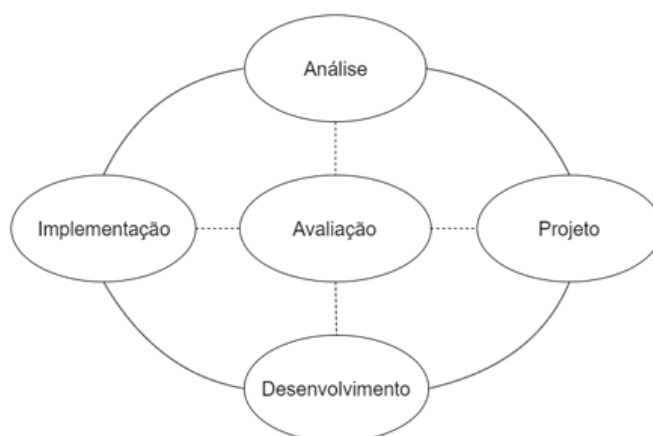 Análise
Implementação
Avaliação
Projeto
Desenvolvimento